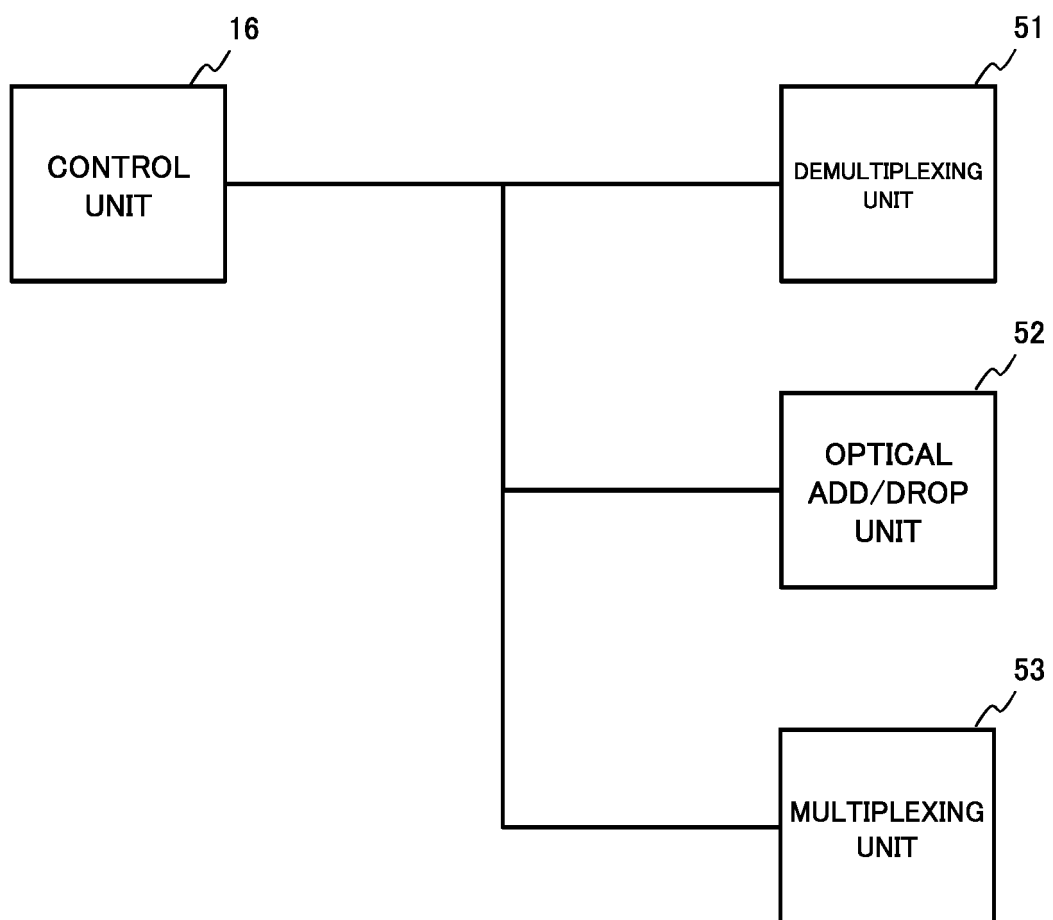 16
CONTROL
UNIT
51
DEMULTIPLEXING
UNIT
52
OPTICAL
ADD/DROP
UNIT
53
MULTIPLEXING
UNIT